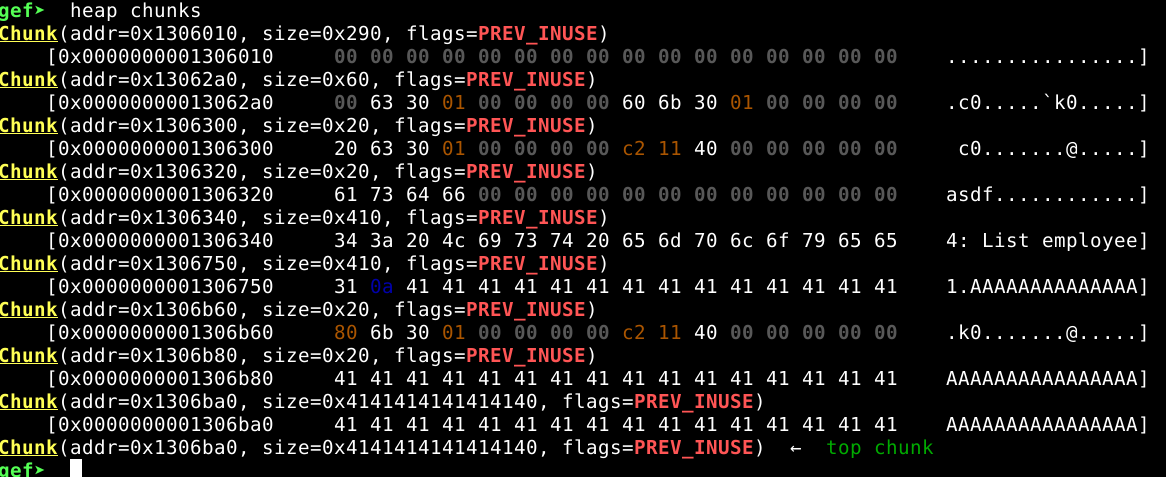 gef➤  heap chunks
Chunk(addr=0x1306010, size=0x290, flags=PREV_INUSE)
    [0x0000000001306010     00 00 00 00 00 00 00 00 00 00 00 00 00 00 00 00    ................]
Chunk(addr=0x13062a0, size=0x60, flags=PREV_INUSE)
    [0x00000000013062a0     00 63 30 01 00 00 00 00 60 6b 30 01 00 00 00 00    .c0.....`k0.....]
Chunk(addr=0x1306300, size=0x20, flags=PREV_INUSE)
    [0x0000000001306300     20 63 30 01 00 00 00 00 c2 11 40 00 00 00 00 00     c0.......@.....]
Chunk(addr=0x1306320, size=0x20, flags=PREV_INUSE)
    [0x0000000001306320     61 73 64 66 00 00 00 00 00 00 00 00 00 00 00 00    asdf............]
Chunk(addr=0x1306340, size=0x410, flags=PREV_INUSE)
    [0x0000000001306340     34 3a 20 4c 69 73 74 20 65 6d 70 6c 6f 79 65 65    4: List employee]
Chunk(addr=0x1306750, size=0x410, flags=PREV_INUSE)
    [0x0000000001306750     31 0a 41 41 41 41 41 41 41 41 41 41 41 41 41 41    1.AAAAAAAAAAAAAA]
Chunk(addr=0x1306b60, size=0x20, flags=PREV_INUSE)
    [0x0000000001306b60     80 6b 30 01 00 00 00 00 c2 11 40 00 00 00 00 00    .k0.......@.....]
Chunk(addr=0x1306b80, size=0x20, flags=PREV_INUSE)
    [0x0000000001306b80     41 41 41 41 41 41 41 41 41 41 41 41 41 41 41 41    AAAAAAAAAAAAAAAA]
Chunk(addr=0x1306ba0, size=0x4141414141414140, flags=PREV_INUSE)
    [0x0000000001306ba0     41 41 41 41 41 41 41 41 41 41 41 41 41 41 41 41    AAAAAAAAAAAAAAAA]
Chunk(addr=0x1306ba0, size=0x4141414141414140, flags=PREV_INUSE)  ←  top chunk
gef➤